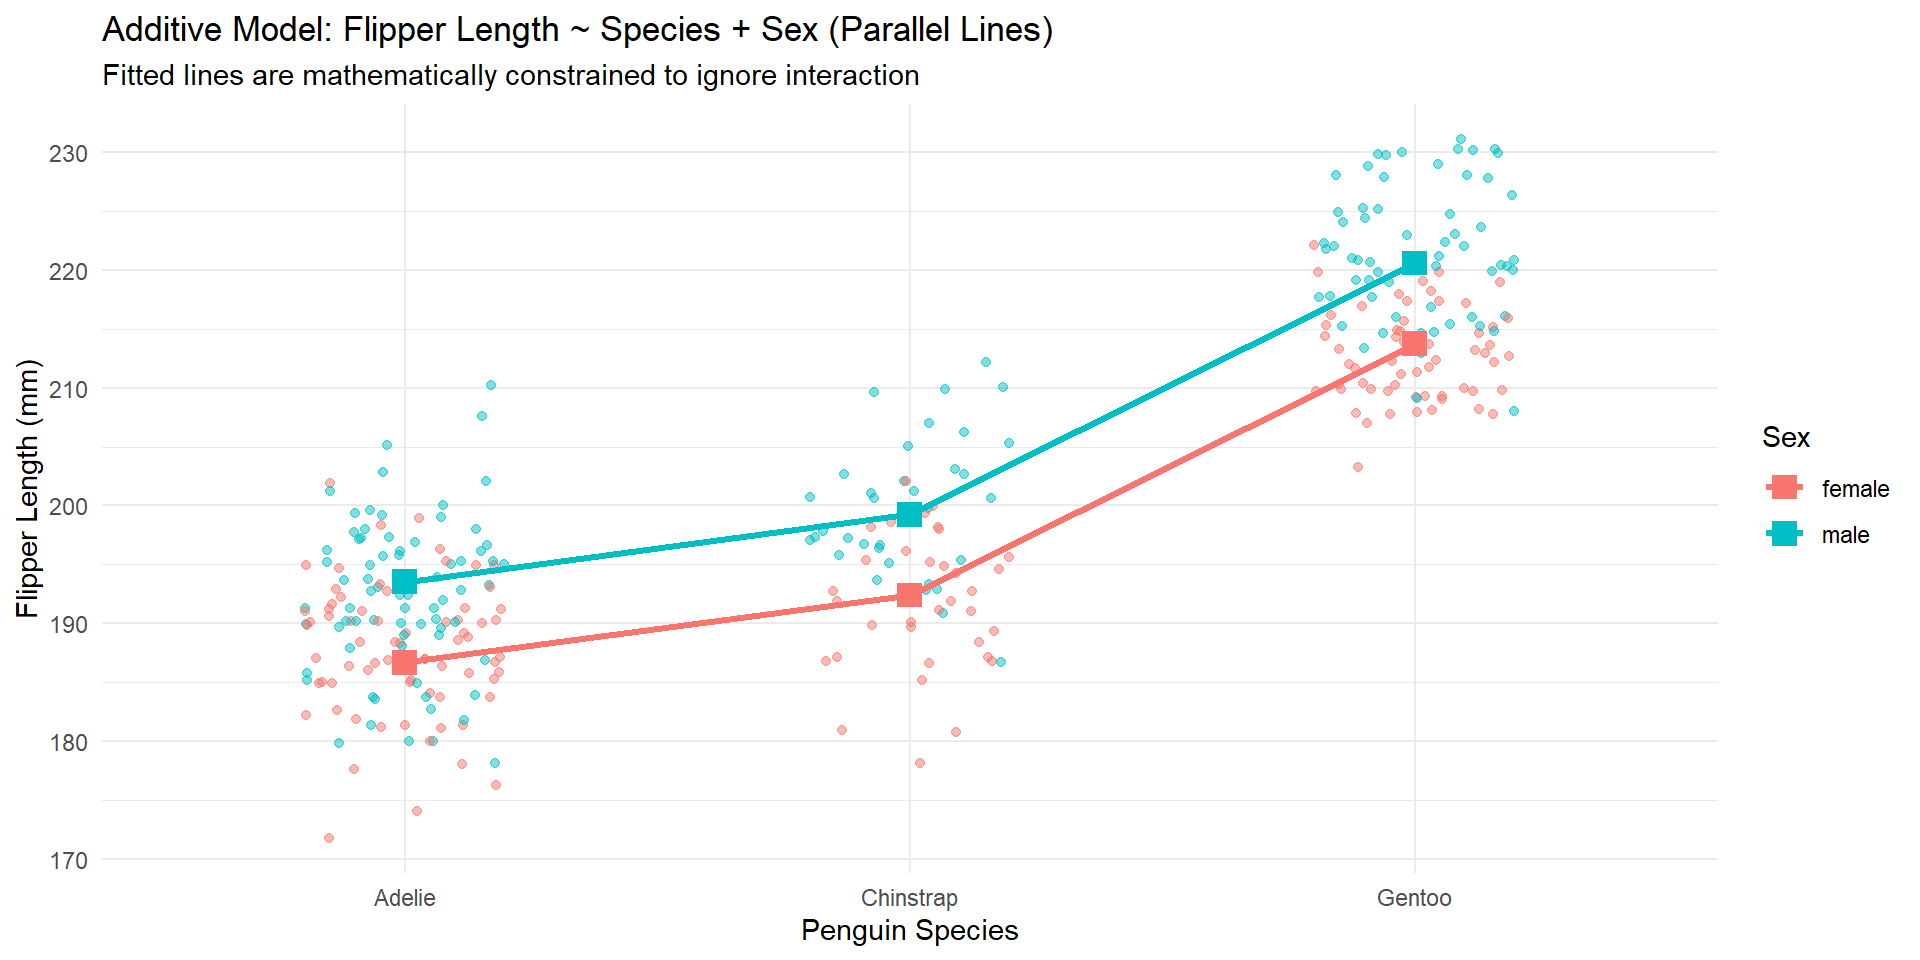 Additive Model: Flipper Length ~ Species + Sex (Parallel Lines)
Fitted lines are mathematically constrained to ignore interaction
Flipper Length (mm)
230
220
210
200
190
180
170
Adelie
Chinstrap
Gentoo
Penguin Species
Sex
female
male